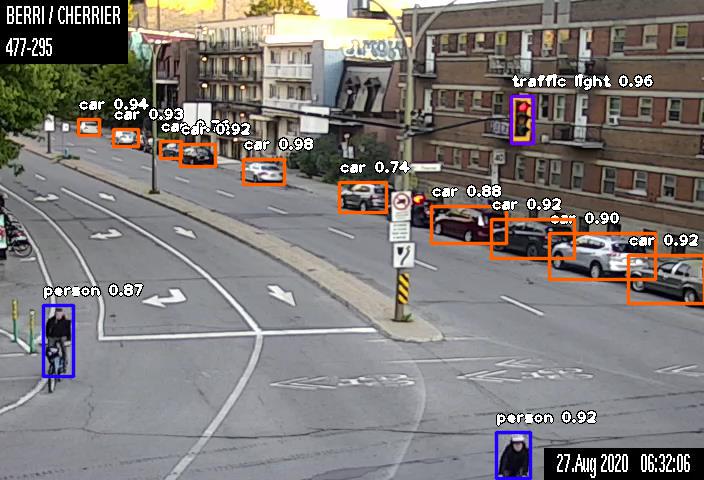 BERRI / CHERRIER
477-295
traffic light 0.96
car 0.94
car 0.93
car 0.92
car 0.98
car 0.74
car 0.88
car 0.92
car 0.90
car 0.92
person 0.87
person 0.92
27.Aug 2020 06:32:06